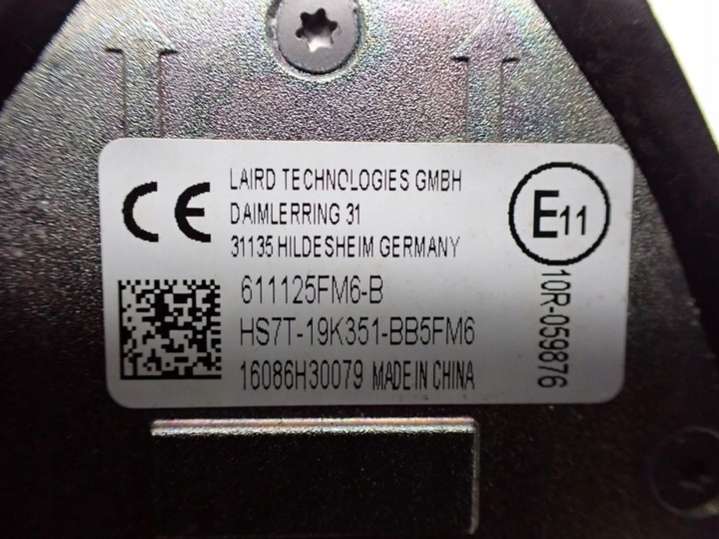 CE
LAIRD TECHNOLOGIES GMBH
DAIMLERRING 31
31135 HILDESHEIM GERMANY
E11
10R-059876
611125FM6-B
HS7T-19K351-BB5FM6
16086H30079 MADE IN CHINA